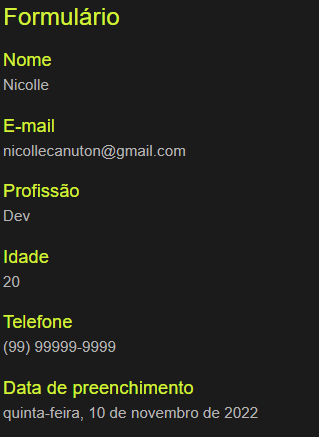 Formulário
Nome
Nicolle
E-mail
nicollecanuton@gmail.com
Profissão
Dev
Idade
20
Telefone
(99) 99999-9999
Data de preenchimento
quinta-feira, 10 de novembro de 2022